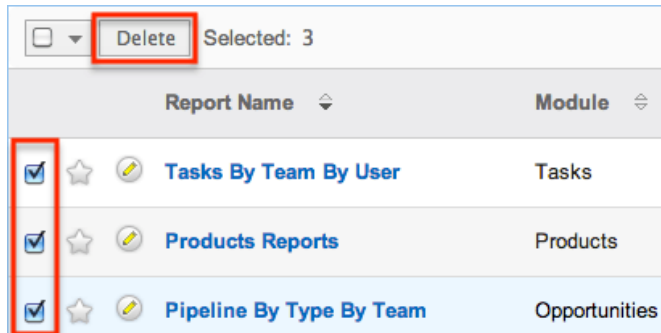 Delete Selected: 3
Report Name Module
Tasks By Team By User Tasks
Products Reports Products
Pipeline By Type By Team Opportunities